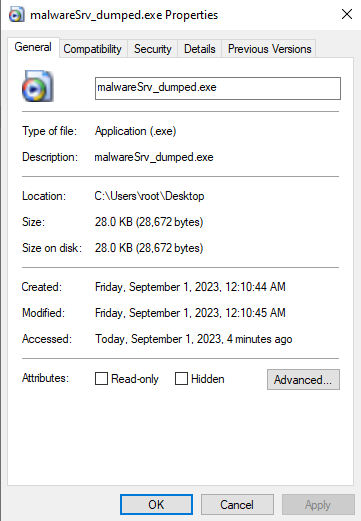 malwareSrv_dumped.exe Properties
General Compatibility Security Details Previous Versions
malwareSrv_dumped.exe
Type of file: Application (.exe)
Description: malwareSrv_dumped.exe
Location: C:\Users\root\Desktop
Size: 28.0 KB (28,672 bytes)
Size on disk: 28.0 KB (28,672 bytes)
Created: Friday, September 1, 2023, 12:10:44 AM
Modified: Friday, September 1, 2023, 12:10:45 AM
Accessed: Today, September 1, 2023, 4 minutes ago
Attributes: Read-only Hidden Advanced...
OK Cancel Apply